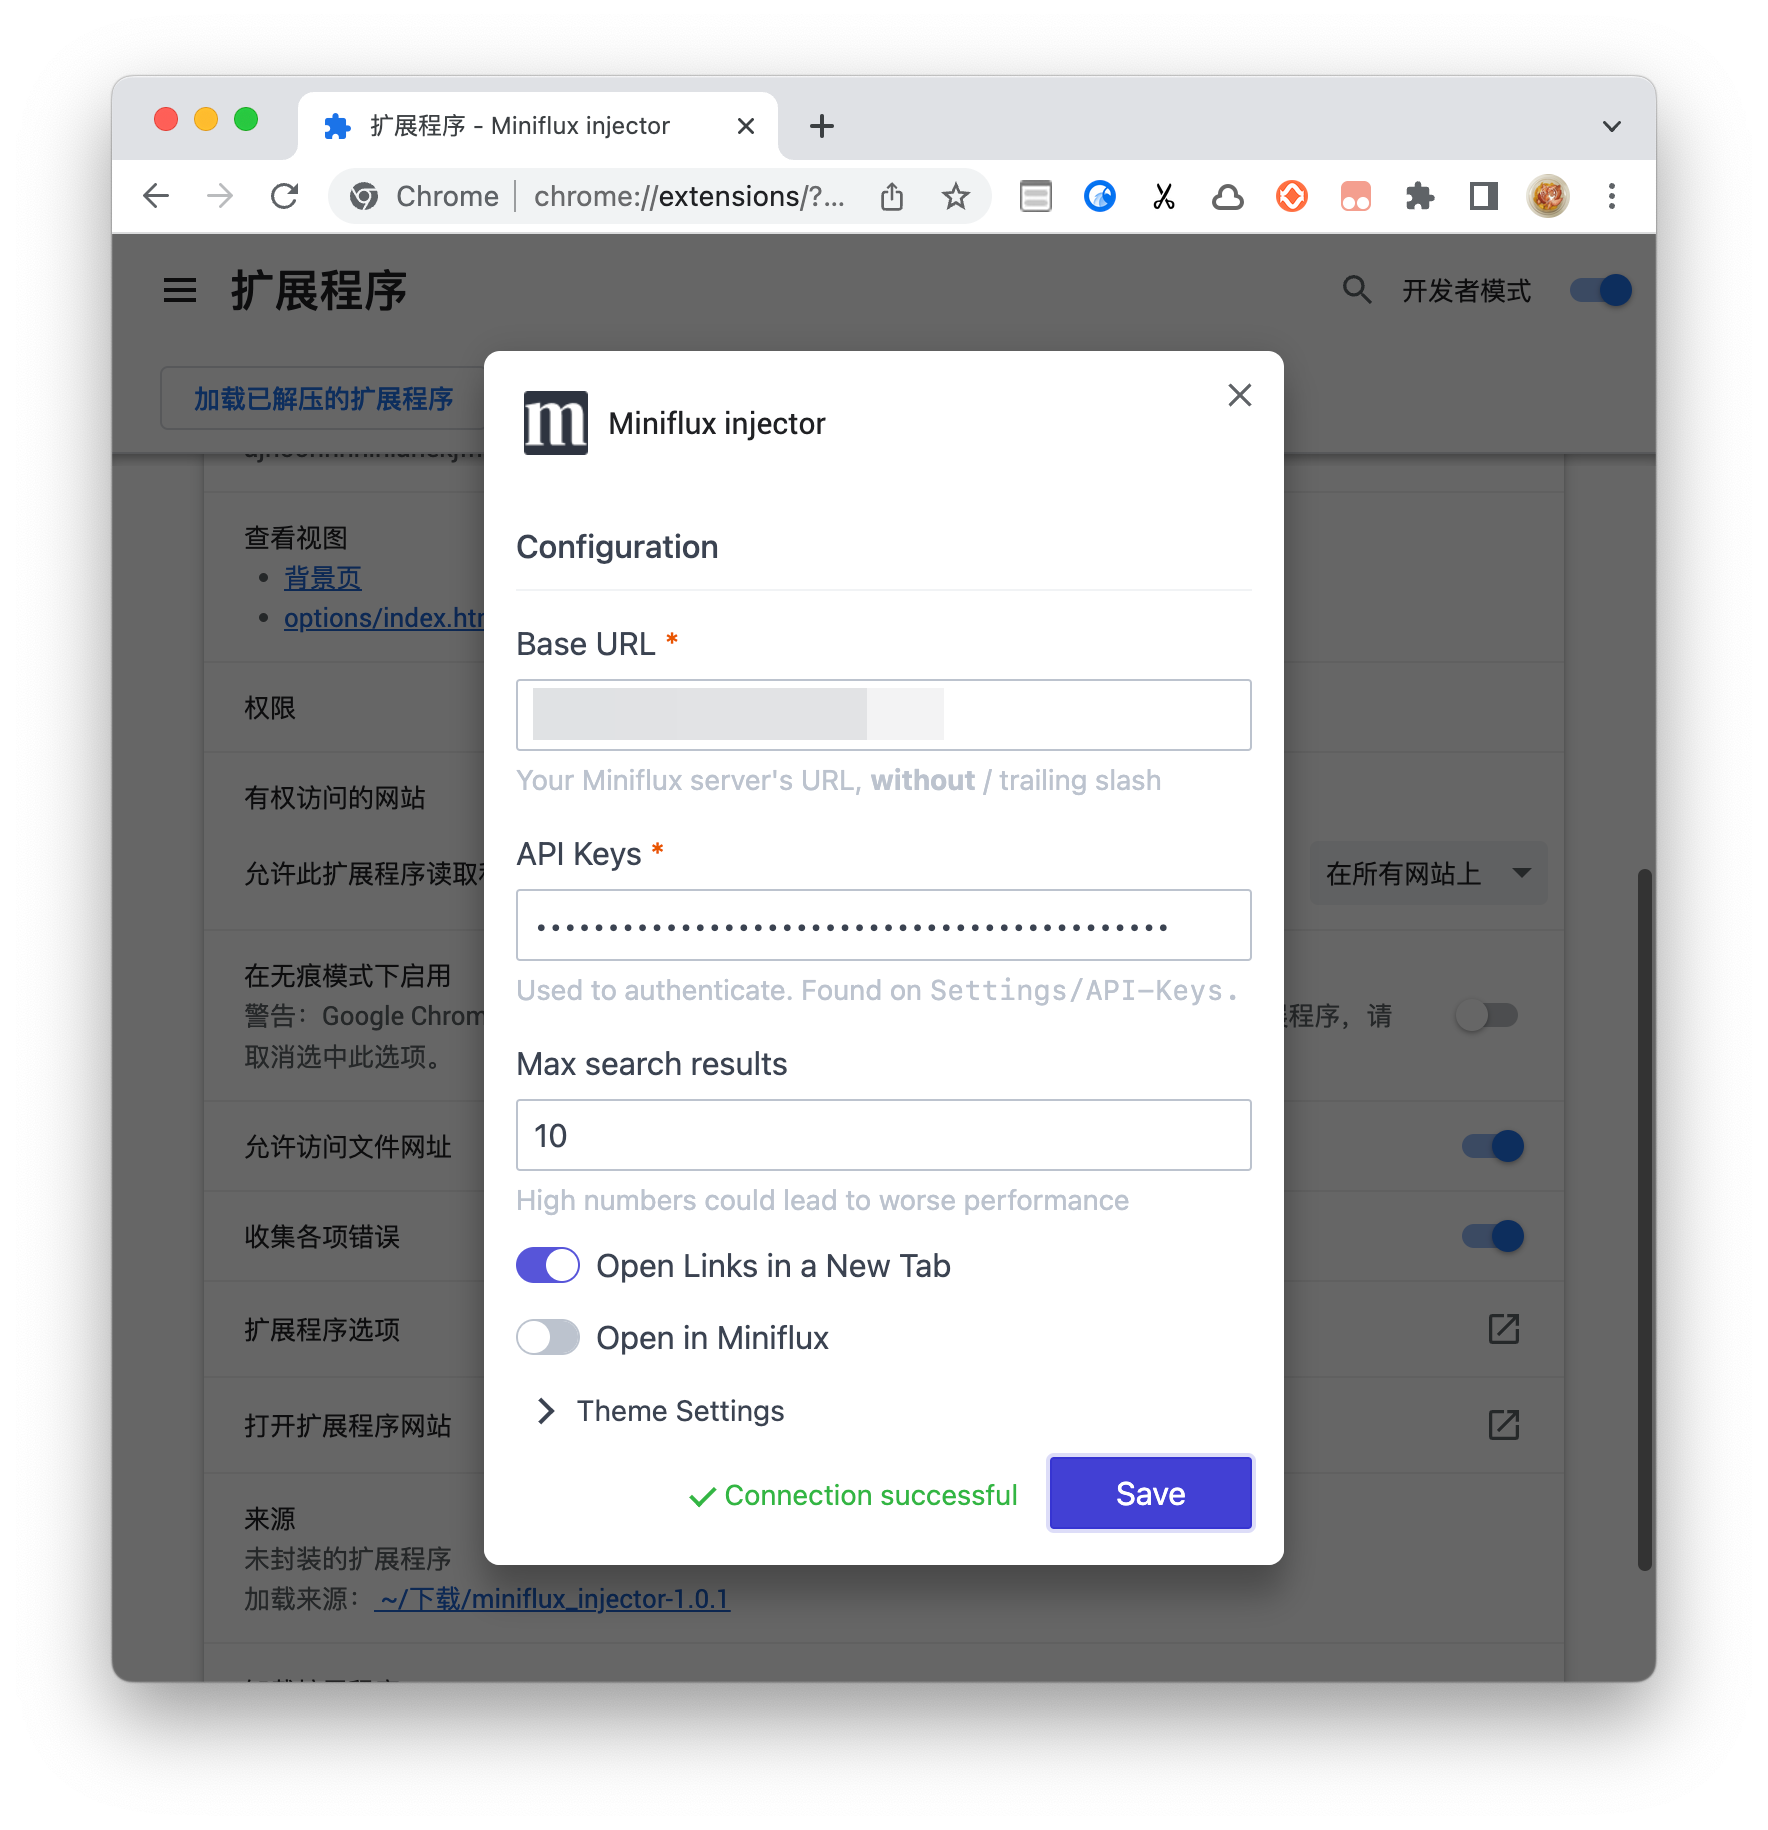 扩展程序 - Miniflux injector
Chrome | chrome://extensions/?...
扩展程序
开发者模式
加载已解压的扩展程序
m Miniflux injector
Configuration
查看视图
背景页
options/index.htm
Base URL *
权限
Your Miniflux server's URL, without / trailing slash
有权访问的网站
API Keys *
允许此扩展程序读取
在所有网站上
••••••••••••••••••••••••••••••••••••••••••••
在无痕模式下启用
Used to authenticate. Found on Settings/API-Keys.
警告：Google Chrom
程序，请
取消选中此选项。
Max search results
10
允许访问文件网址
High numbers could lead to worse performance
收集各项错误
Open Links in a New Tab
扩展程序选项
Open in Miniflux
Theme Settings
打开扩展程序网站
Connection successful
Save
来源
未封装的扩展程序
加载来源： ~/下载/miniflux_injector-1.0.1